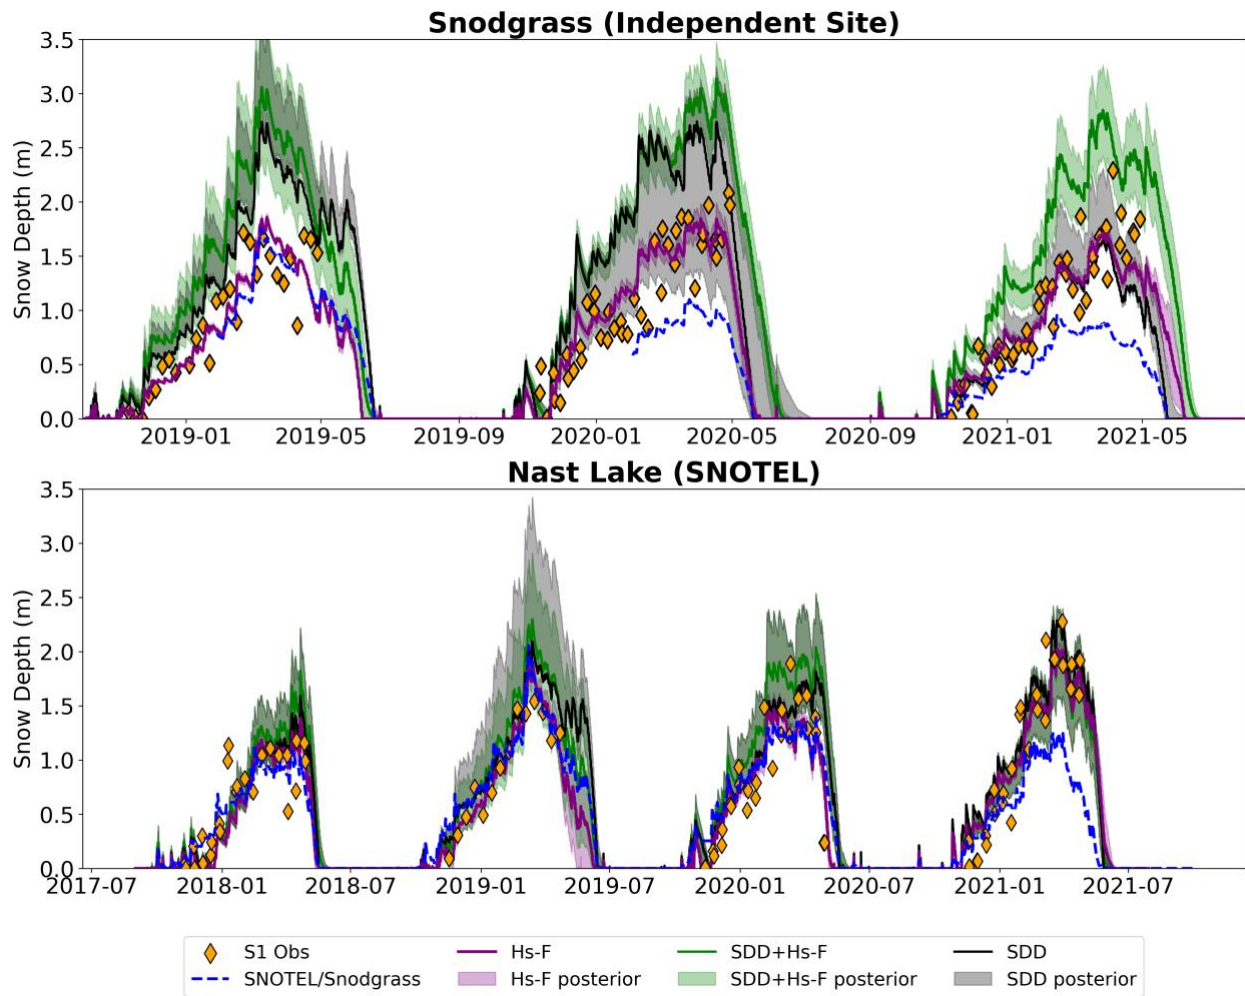 Snodgrass (Independent Site)
3.5
3.0
2.5
2.0
1.5
1.0
0.5
0.0
Snow Depth (m)
2019-01 2019-05 2019-09 2020-01 2020-05 2020-09 2021-01 2021-05
Nast Lake (SNOTEL)
3.5
3.0
2.5
2.0
1.5
1.0
0.5
0.0
Snow Depth (m)
2017-07 2018-01 2018-07 2019-01 2019-07 2020-01 2020-07 2021-01 2021-07
S1 Obs Hs-F SDD+Hs-F SDD
SNOTEL/Snodgrass Hs-F posterior SDD+Hs-F posterior SDD posterior